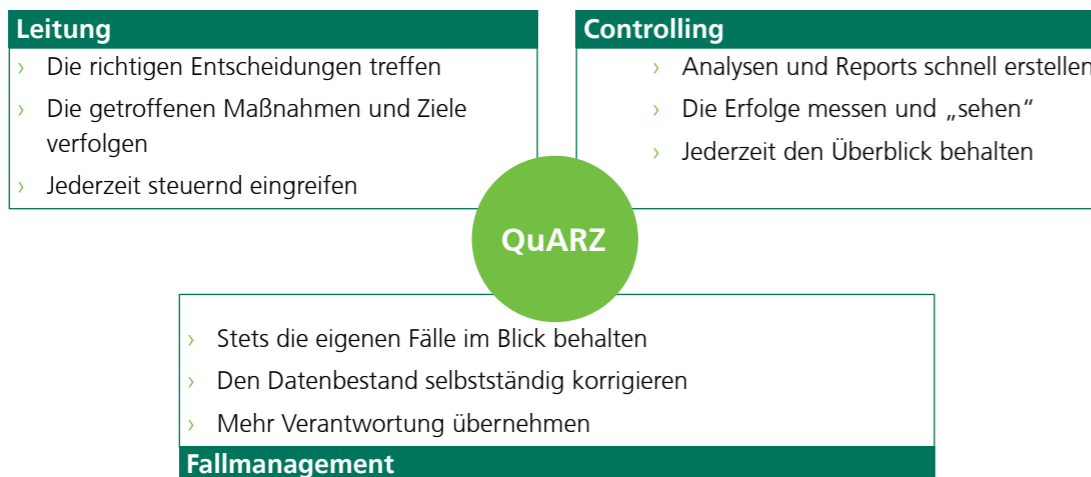 Leitung
› Die richtigen Entscheidungen treffen
› Die getroffenen Maßnahmen und Ziele
verfolgen
› Jederzeit steuernd eingreifen
Controlling
› Analysen und Reports schnell erstellen
› Die Erfolge messen und „sehen“
› Jederzeit den Überblick behalten
QuARZ
› Stets die eigenen Fälle im Blick behalten
› Den Datenbestand selbstständig korrigieren
› Mehr Verantwortung übernehmen
Fallmanagement